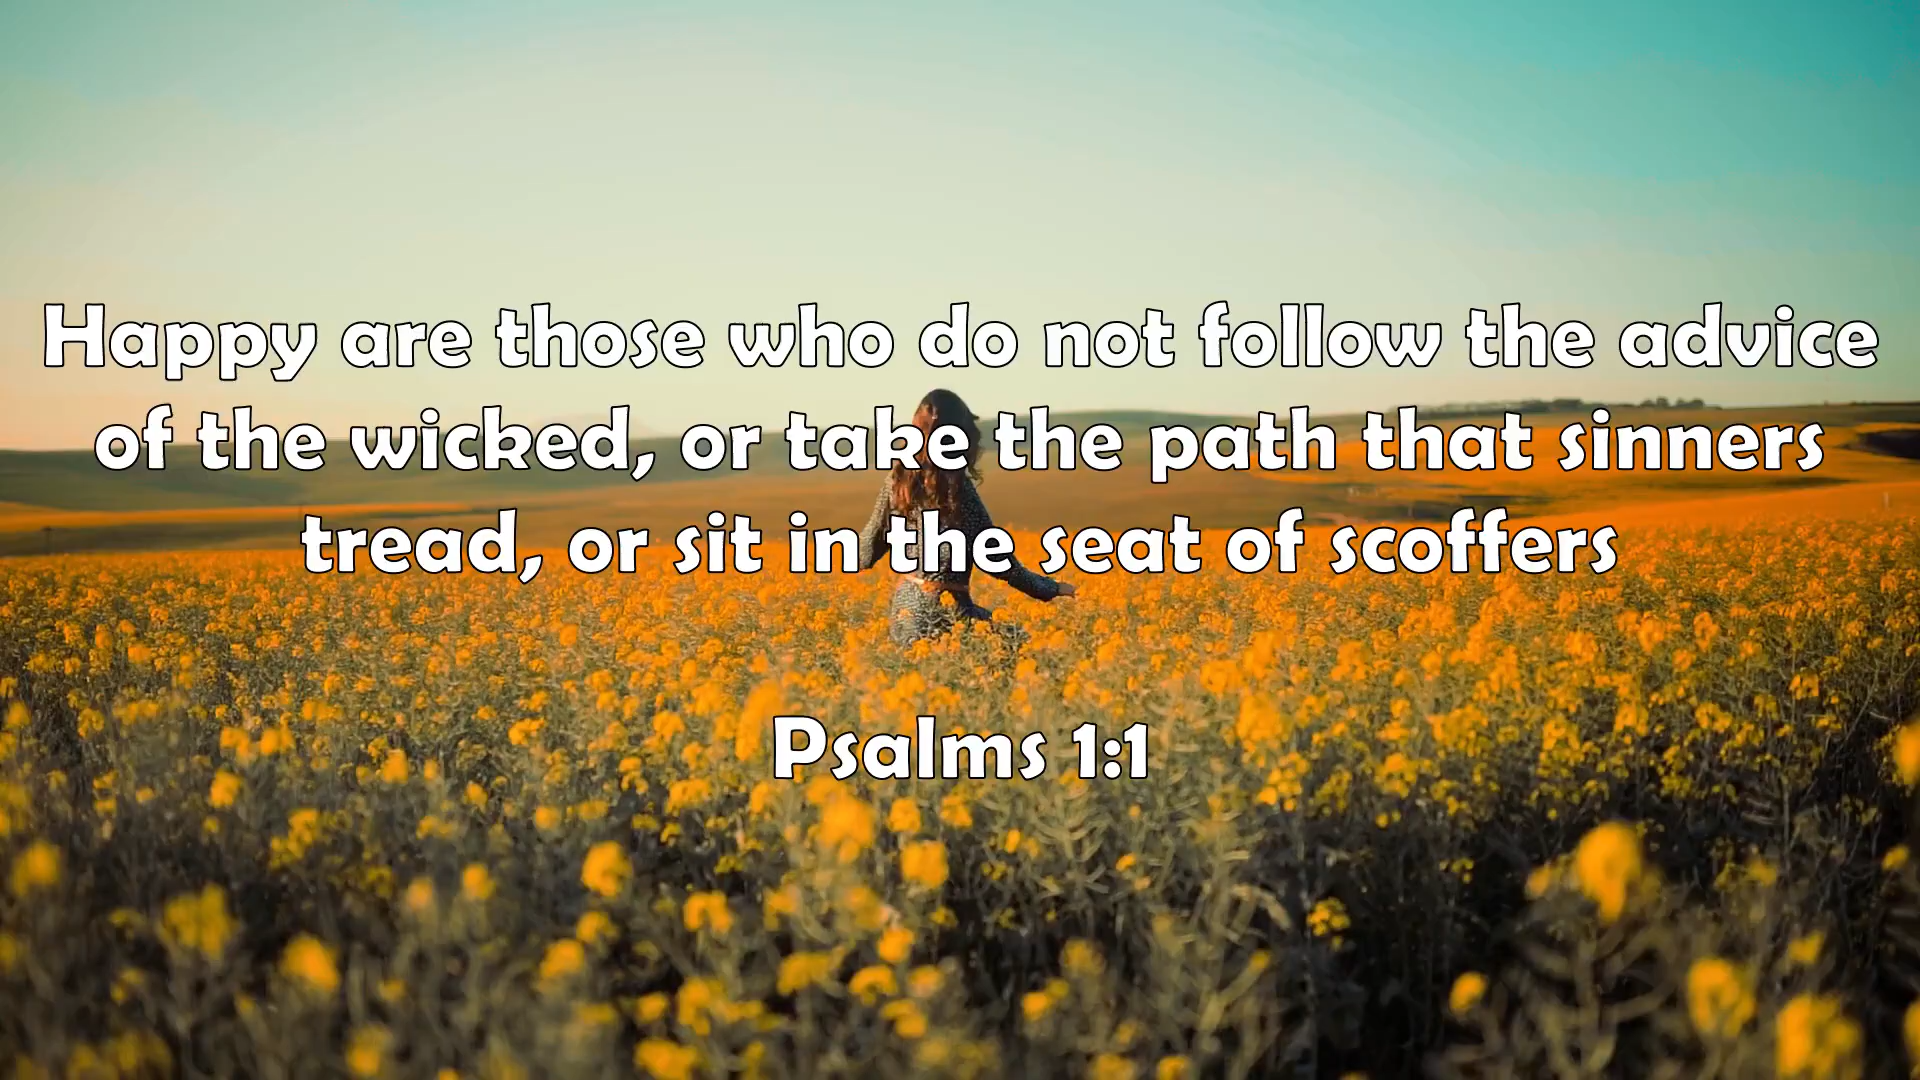 Happy are those who do not follow the advice
of the wicked, or take the path that sinners
tread, or sit in the seat of scoffers
Psalms 1:1